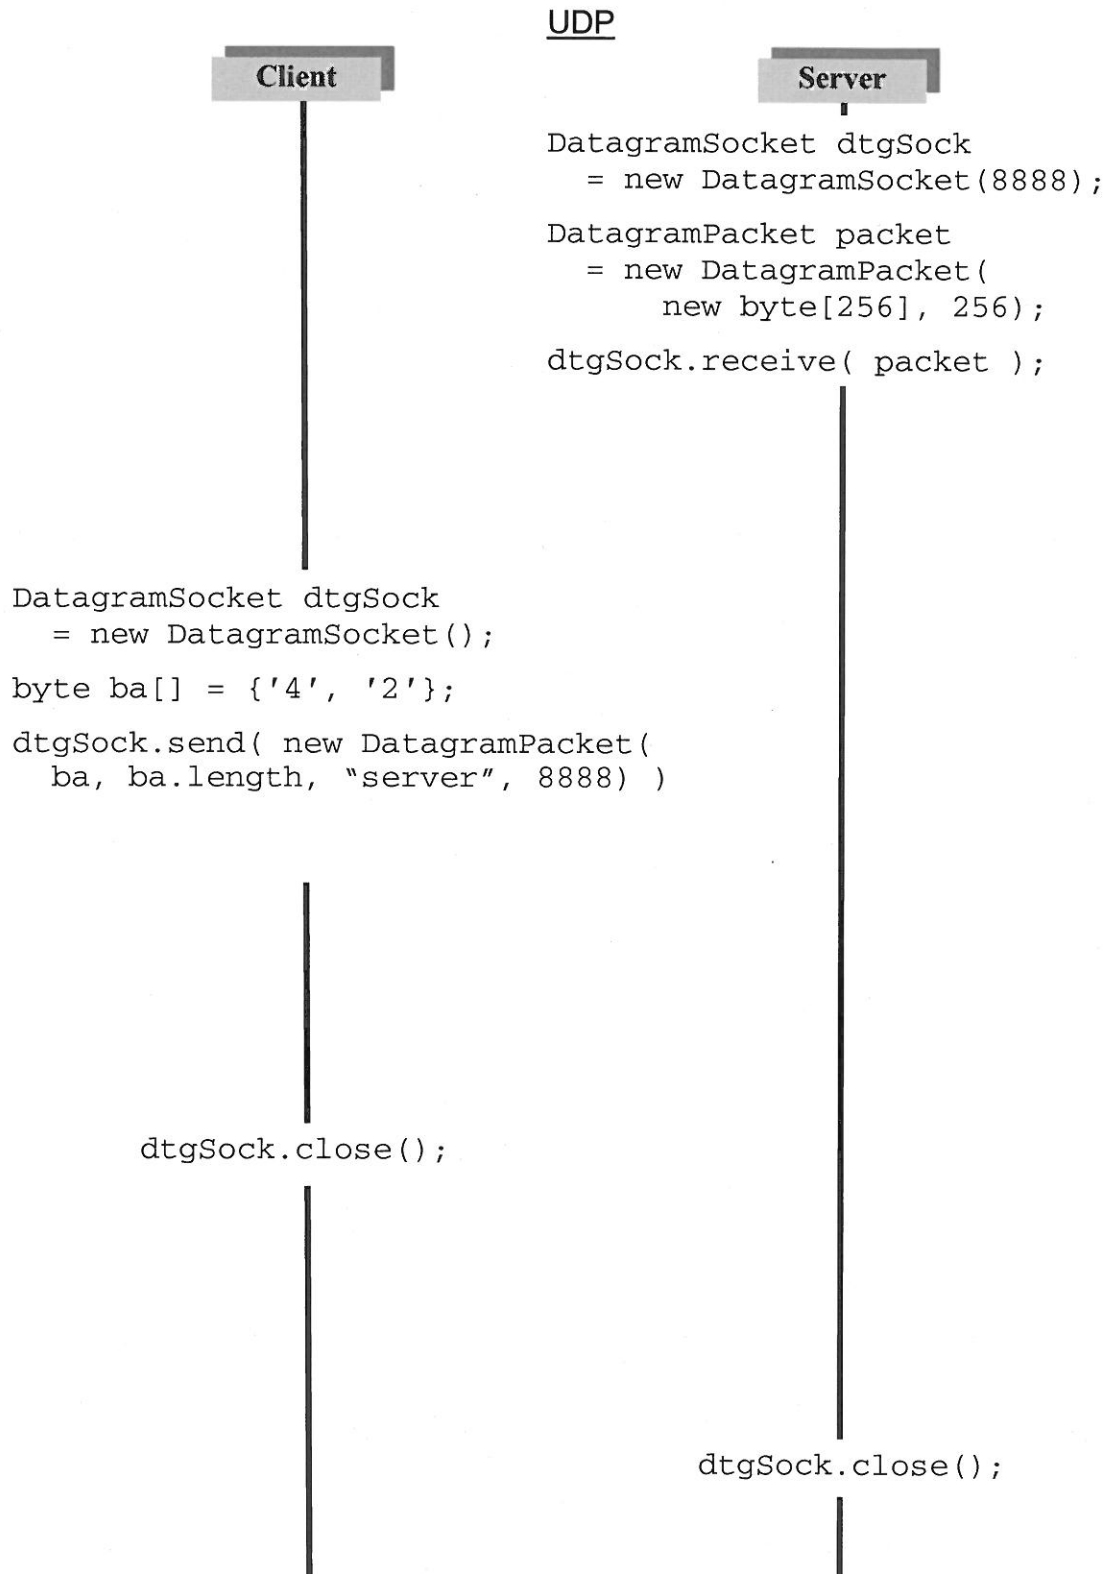 UDP
Client
Server
DatagramSocket dtgSock
= new DatagramSocket(8888);
DatagramPacket packet
= new DatagramPacket(
new byte[256], 256);
dtgSock.receive( packet );
DatagramSocket dtgSock
= new DatagramSocket();
byte ba[] = {'4', '2'};
dtgSock.send( new DatagramPacket(
ba, ba.length, "server", 8888) )
dtgSock.close();
dtgSock.close();